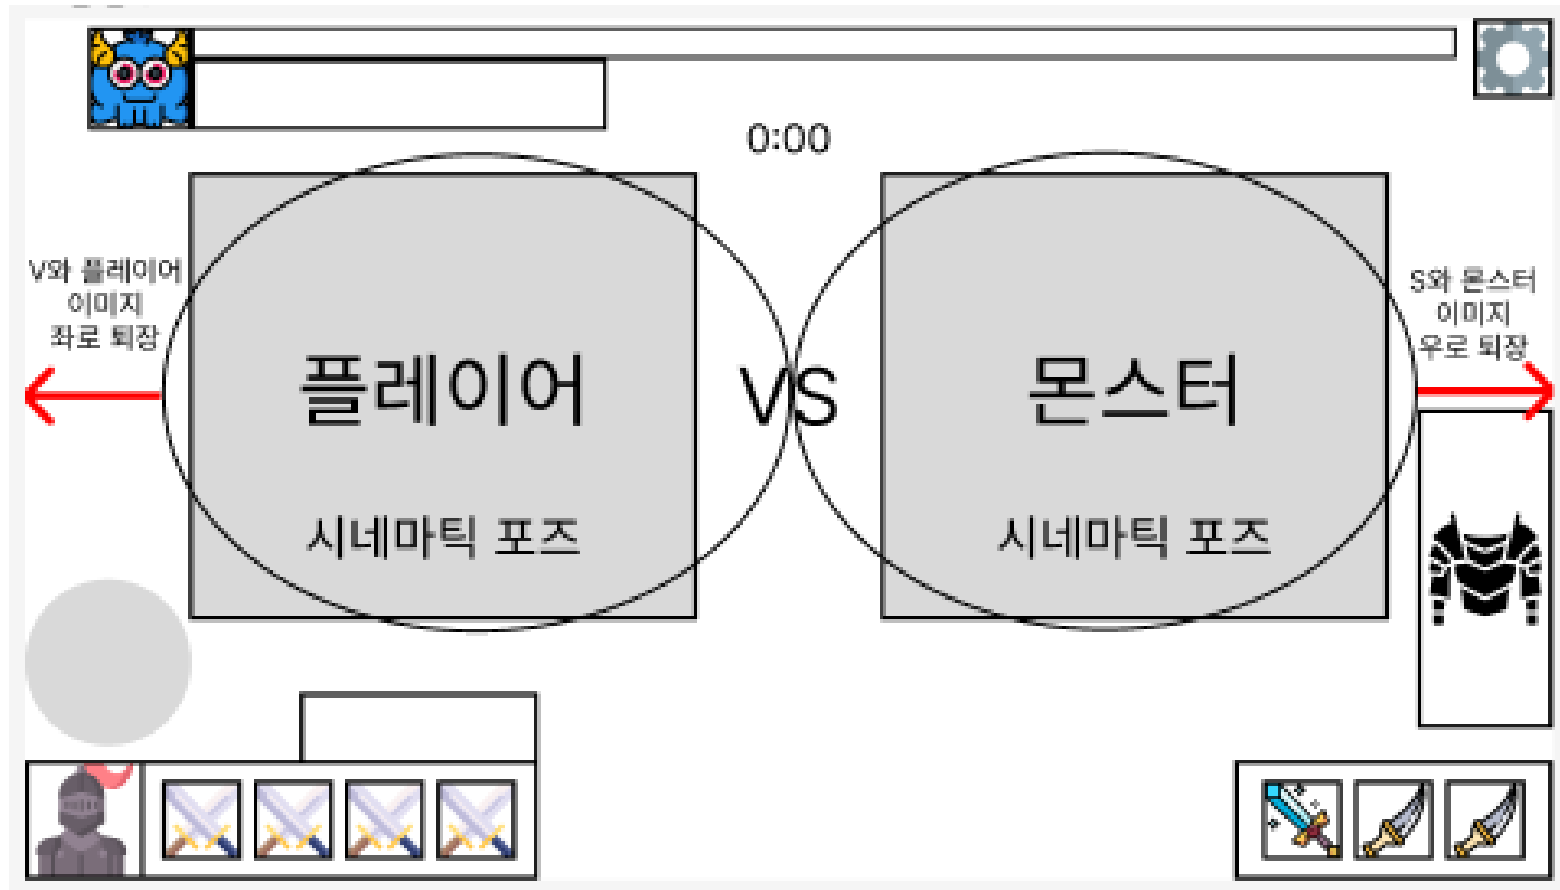 0:00
V와 플레이어
이미지
좌로 퇴장
S와 몬스터
이미지
우로 퇴장
플레이어
VS
몬스터
시네마틱 포즈
시네마틱 포즈